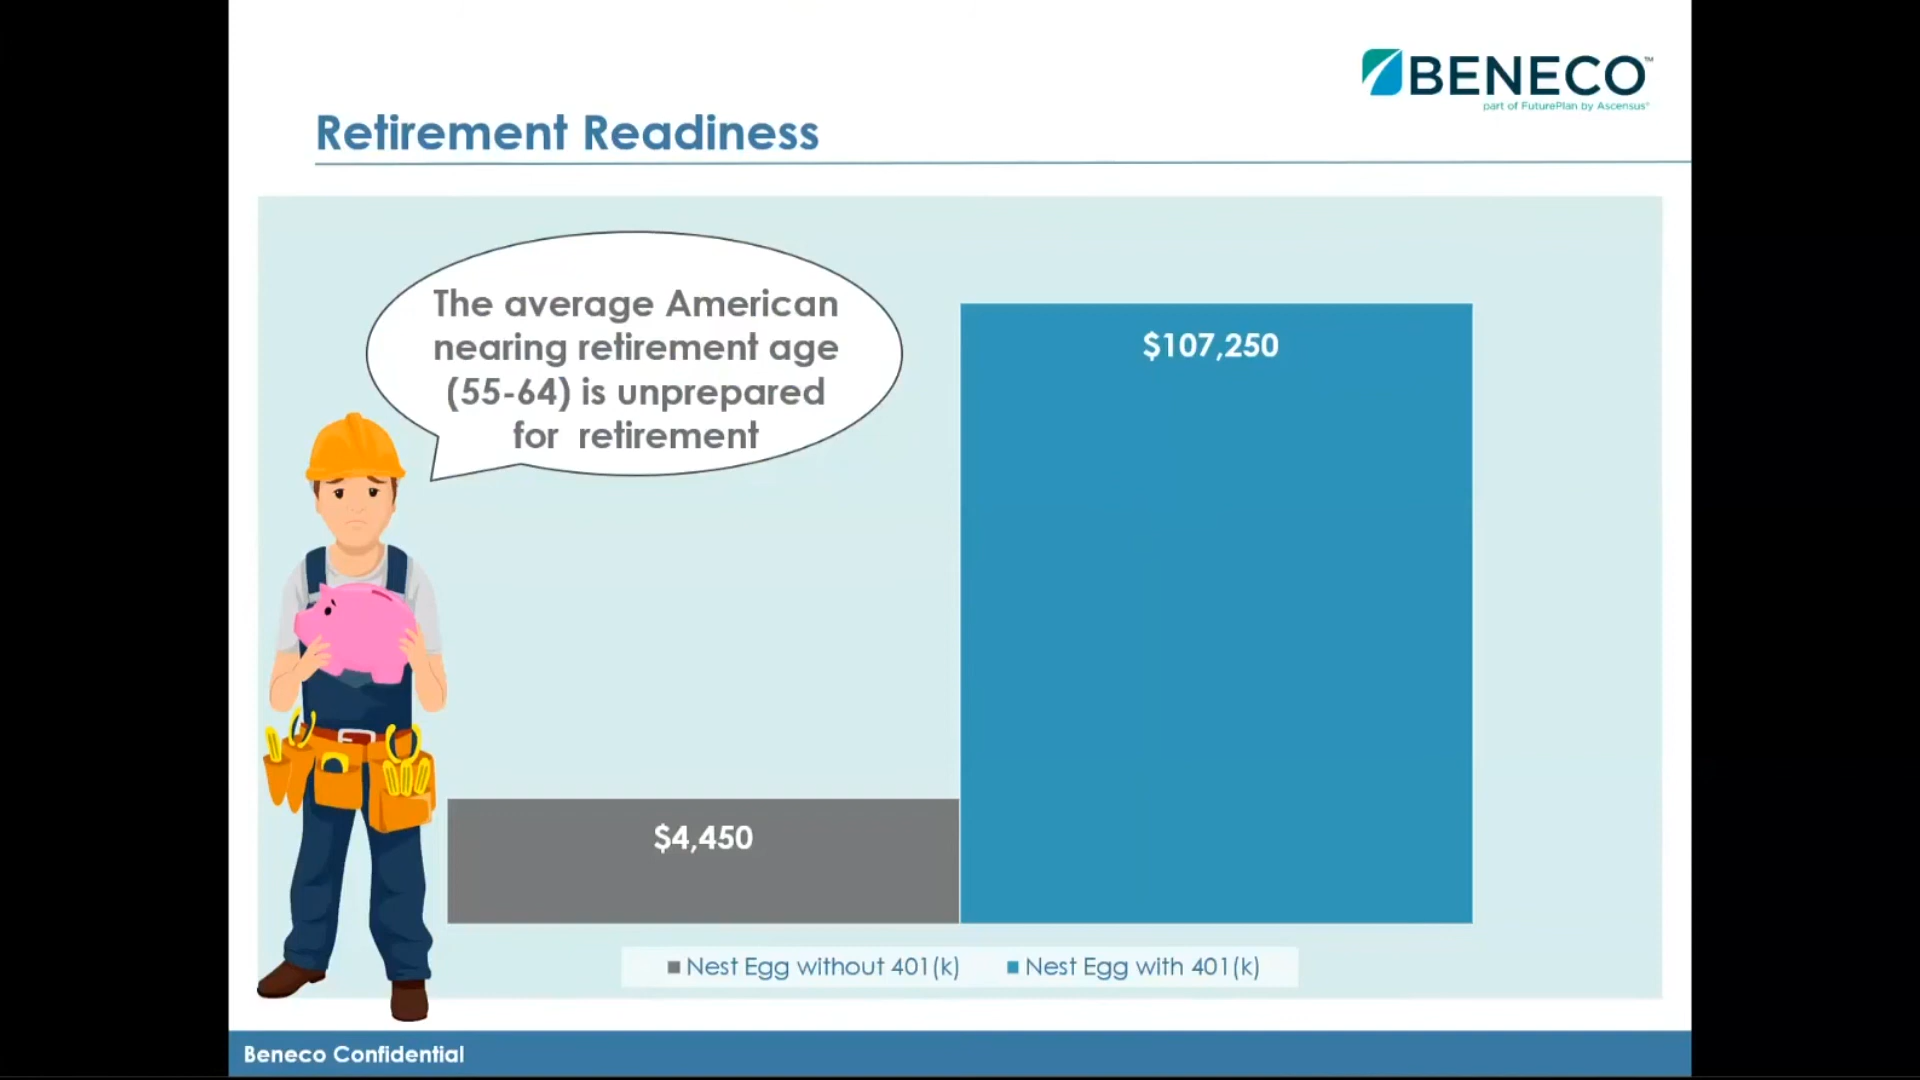 BENECO™
part of FuturePlan by Ascensus®
Retirement Readiness
The average American
nearing retirement age
(55-64) is unprepared
for retirement
$107,250
$4,450
Nest Egg without 401(k)
Nest Egg with 401(k)
Beneco Confidential